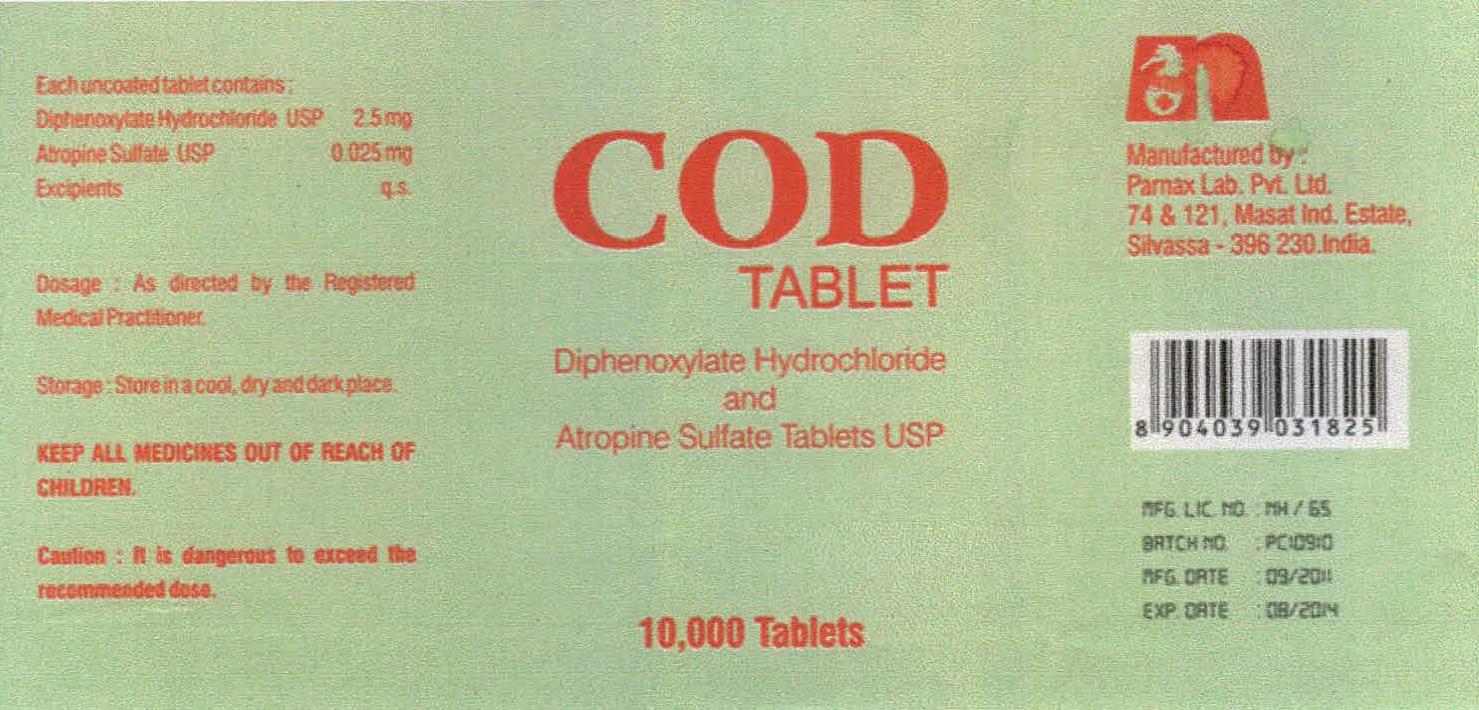 Each uncoated tablet contains :
Diphenoxylate Hydrochloride USP 2.5 mg
Atropine Sulfate USP 0.025 mg
Excipients q.s.
Dosage : As directed by the Registered
Medical Practitioner.
Storage : Store in a cool, dry and dark place.
KEEP ALL MEDICINES OUT OF REACH OF
CHILDREN.
Caution : It is dangerous to exceed the
recommended dose.
COD
TABLET
Diphenoxylate Hydrochloride
and
Atropine Sulfate Tablets USP
10,000 Tablets
Manufactured by :
Parnax Lab. Pvt. Ltd.
74 & 121, Masat Ind. Estate,
Silvassa - 396 230.India.
8 904039 031825
MFG. LIC. NO. : NH / 65
BATCH NO. : PC10910
MFG. DATE : 09/2011
EXP. DATE : 08/2014